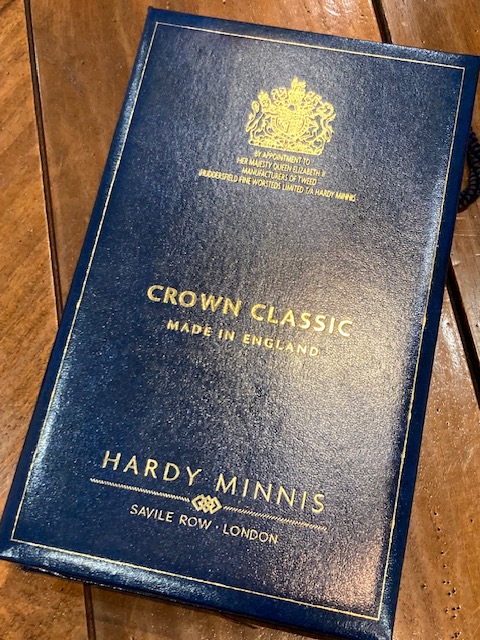 BY APPOINTMENT TO
HER MAJESTY QUEEN ELIZABETH II
MANUFACTURERS OF TWEED
HUDDERSFIELD FINE WORSTEDS LIMITED T/A HARDY MINNIS
CROWN CLASSIC
MADE IN ENGLAND
HARDY MINNIS
SAVILE ROW · LONDON